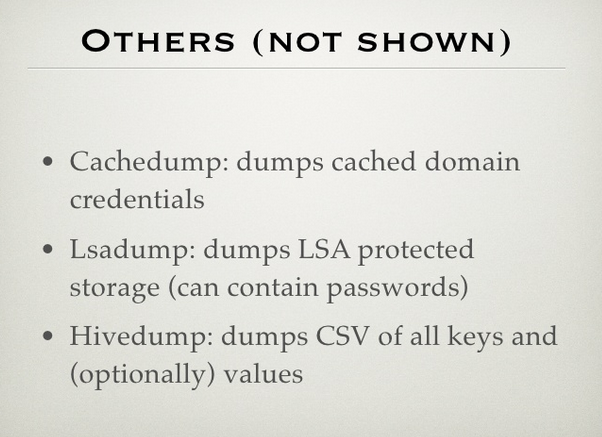 Others (not shown)
• Cachedump: dumps cached domain
credentials
• Lsadump: dumps LSA protected
storage (can contain passwords)
• Hivedump: dumps CSV of all keys and
(optionally) values